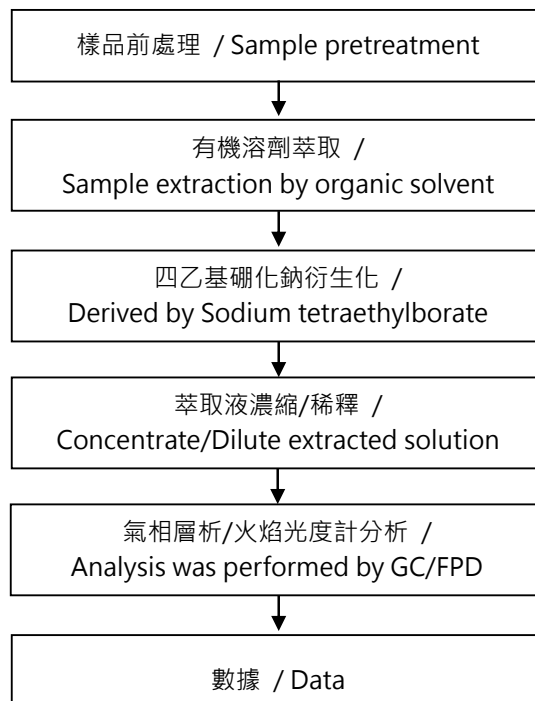 樣品前處理 / Sample pretreatment
有機溶劑萃取 /
Sample extraction by organic solvent
四乙基硼化鈉衍生化 /
Derived by Sodium tetraethylborate
萃取液濃縮/稀釋 /
Concentrate/Dilute extracted solution
氣相層析/火焰光度計分析 /
Analysis was performed by GC/FPD
數據 / Data